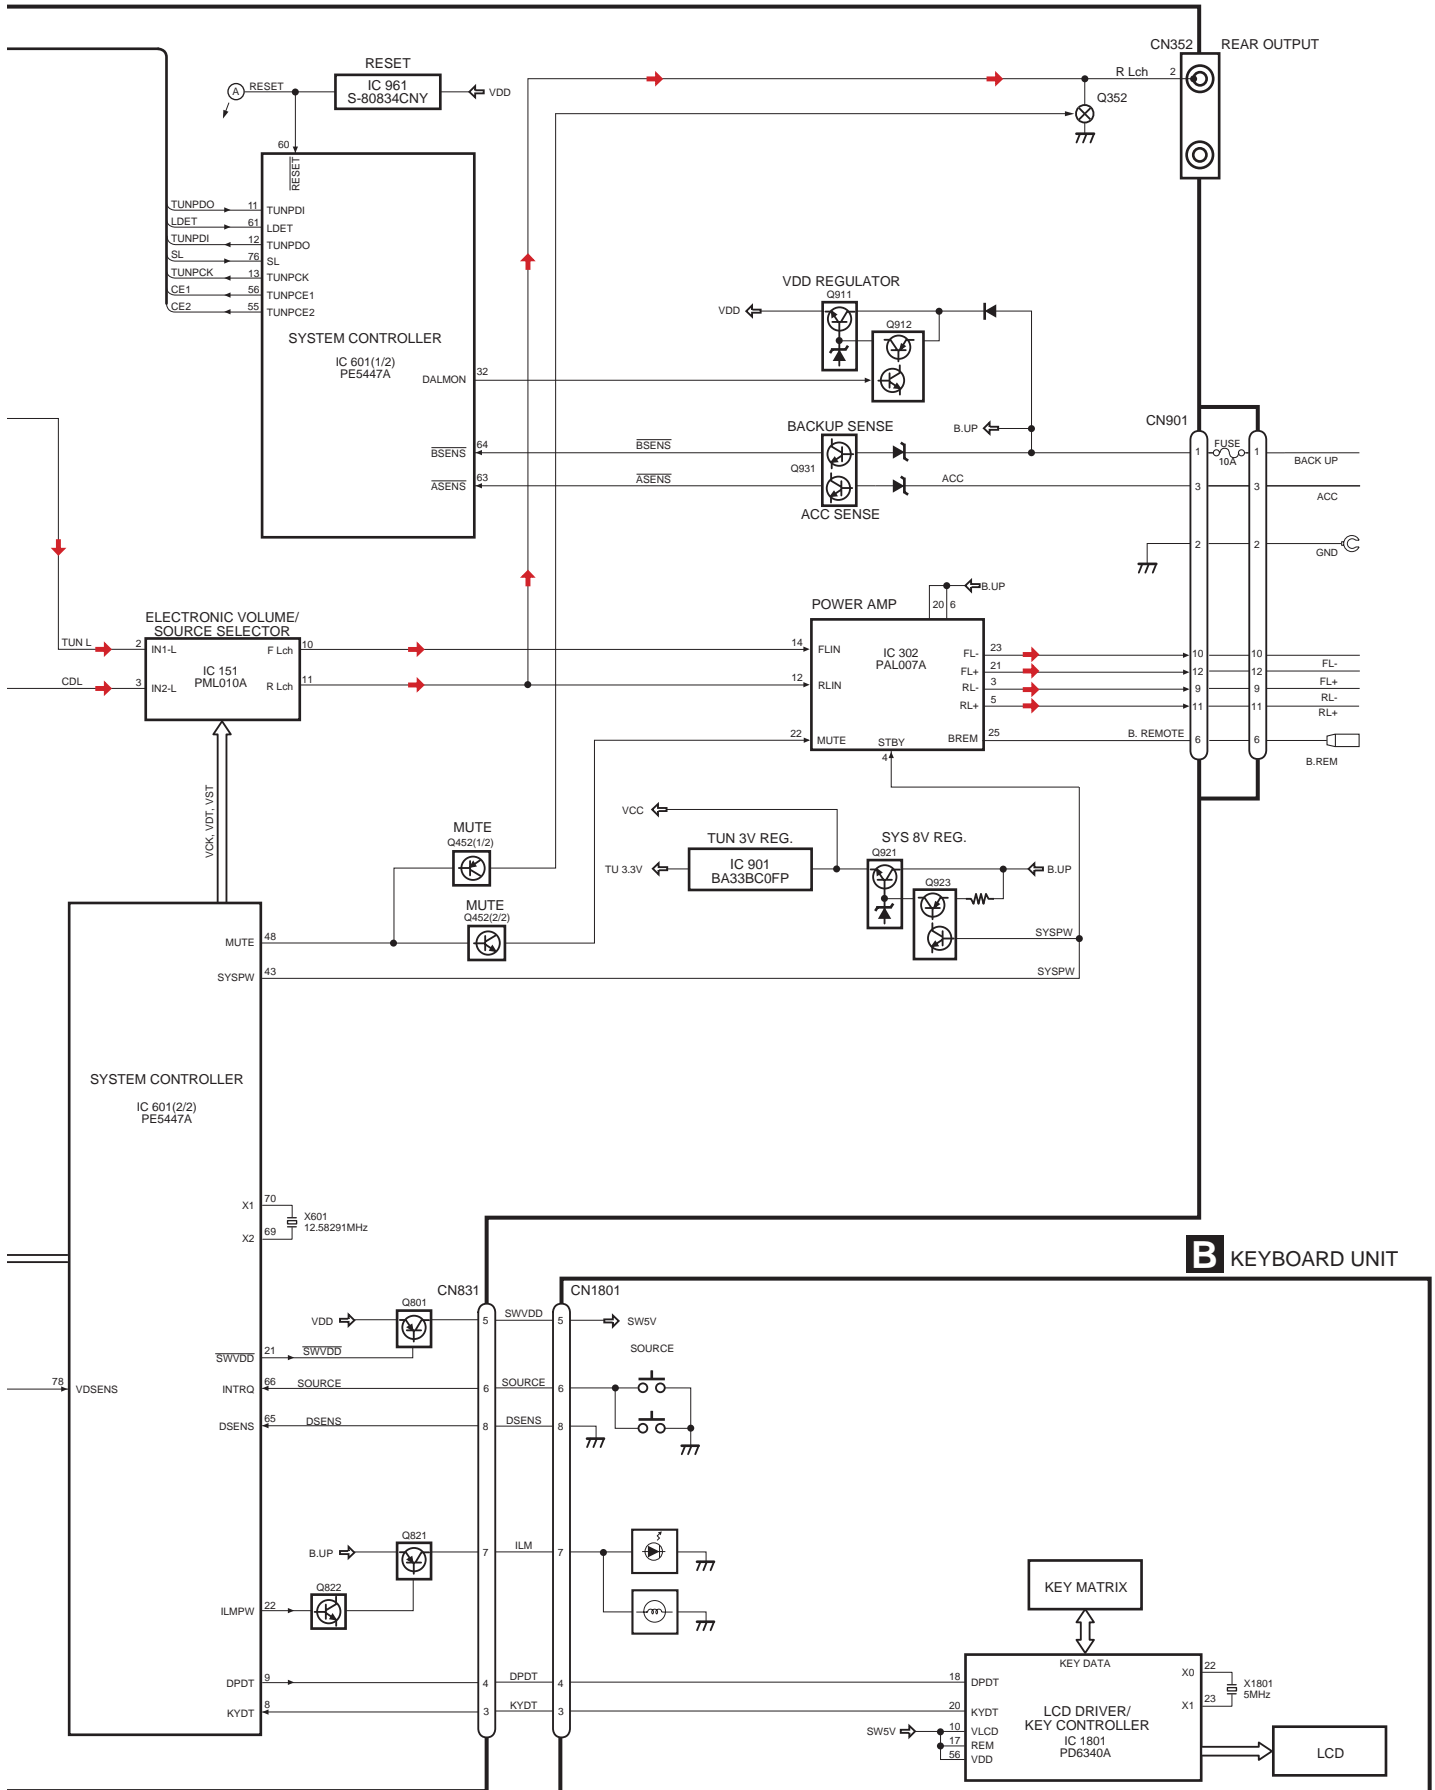 CN352
REAR OUTPUT
RESET
IC 961
S-80834CNY
A
RESET
VDD
R Lch
2
Q352
60
RESET
TUNPDO
11
TUNPDI
LDET
61
LDET
TUNPDI
12
TUNPDO
SL
76
SL
TUNPCK
13
TUNPCK
CE1
56
TUNPCE1
CE2
55
TUNPCE2
SYSTEM CONTROLLER
IC 601(1/2)
PE5447A
DALMON
32
VDD REGULATOR
Q911
VDD
Q912
BACKUP SENSE
B.UP
CN901
BSENS
64
BSENS
Q931
1
FUSE
10A
1
BACK UP
ASENS
63
ASENS
ACC
3
3
ACC
ACC SENSE
2
2
GND
ELECTRONIC VOLUME/
SOURCE SELECTOR
POWER AMP
20
6
B.UP
TUN L
2
IN1-L
F Lch
10
IC 151
PML010A
CDL
3
IN2-L
R Lch
11
14
FLIN
IC 302
PAL007A
FL-
23
10
10
FL-
FL+
21
12
12
FL+
12
RLIN
RL-
3
9
9
RL-
RL+
5
11
11
RL+
22
MUTE
STBY
4
BREM
25
B. REMOTE
6
6
B.REM
VCK, VDT, VST
VCC
MUTE
Q452(1/2)
TUN 3V REG.
SYS 8V REG.
Q921
TU 3.3V
IC 901
BA33BC0FP
B.UP
Q923
MUTE
Q452(2/2)
MUTE
48
SYSPW
SYSPW
43
SYSPW
SYSTEM CONTROLLER
IC 601(2/2)
PE5447A
X1
70
X601
12.58291MHz
X2
69
B KEYBOARD UNIT
CN831
CN1801
Q801
VDD
5
SWVDD
5
SW5V
SWVDD
21
SWVDD
SOURCE
78
VDSENS
INTRQ
66
SOURCE
6
SOURCE
6
DSENS
65
DSENS
8
DSENS
8
Q821
B.UP
7
ILM
7
Q822
ILMPW
22
KEY MATRIX
KEY DATA
DPDT
9
4
DPDT
4
18
DPDT
X0
22
X1801
5MHz
KYDT
8
3
KYDT
3
20
KYDT
X1
23
LCD DRIVER/
KEY CONTROLLER
IC 1801
PD6340A
SW5V
10
VLCD
17
REM
56
VDD
LCD